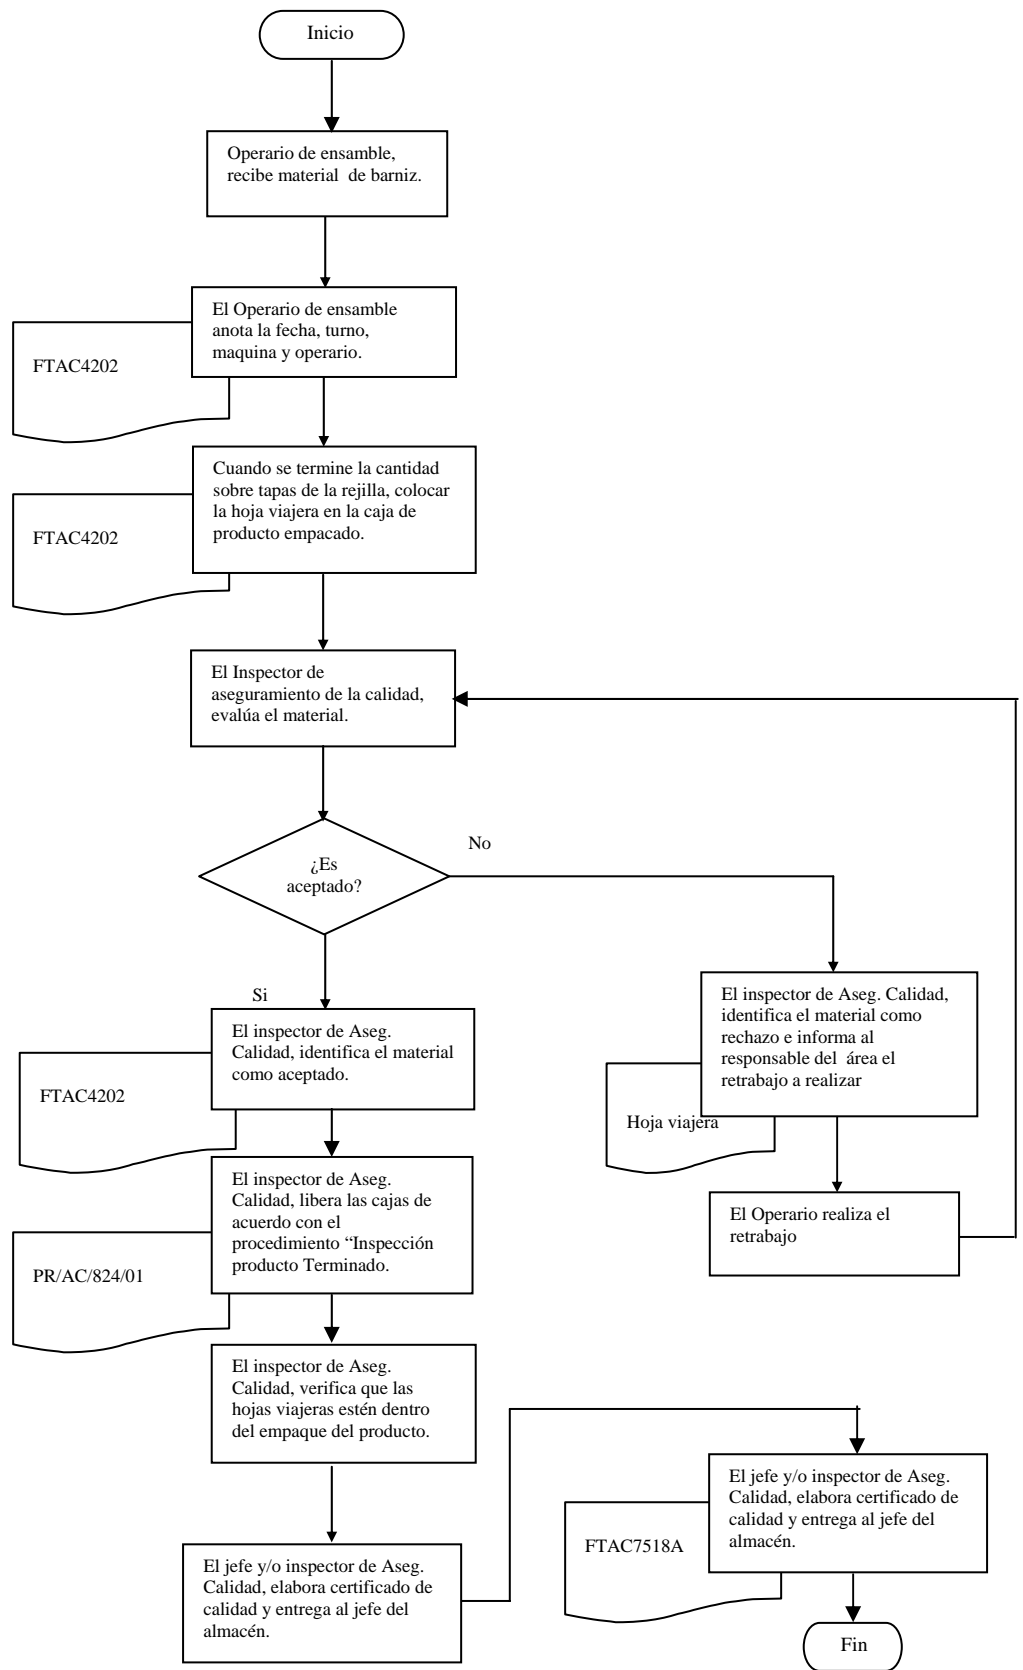 Inicio
Operario de ensamble,
recibe material de barniz.
El Operario de ensamble
anota la fecha, turno,
maquina y operario.
FTAC4202
Cuando se termine la cantidad
sobre tapas de la rejilla, colocar
la hoja viajera en la caja de
producto empacado.
FTAC4202
El Inspector de
aseguramiento de la calidad,
evalúa el material.
¿Es
aceptado?
No
Si
El inspector de Aseg.
Calidad, identifica el material
como aceptado.
FTAC4202
El inspector de Aseg. Calidad,
identifica el material como
rechazo e informa al
responsable del área el
retrabajo a realizar
Hoja viajera
El Operario realiza el
retrabajo
El inspector de Aseg.
Calidad, libera las cajas de
acuerdo con el
procedimiento “Inspección
producto Terminado.
PR/AC/824/01
El inspector de Aseg.
Calidad, verifica que las
hojas viajeras estén dentro
del empaque del producto.
El jefe y/o inspector de Aseg.
Calidad, elabora certificado de
calidad y entrega al jefe del
almacén.
El jefe y/o inspector de Aseg.
Calidad, elabora certificado de
calidad y entrega al jefe del
almacén.
FTAC7518A
Fin